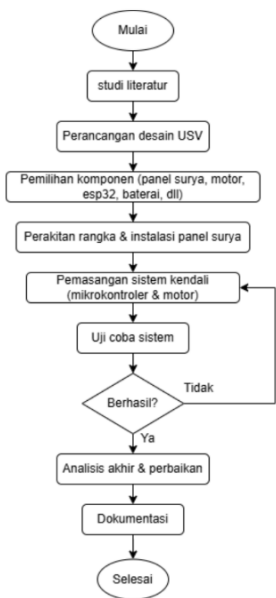 Mulai
studi literatur
Perancangan desain USV
Pemilihan komponen (panel surya, motor,
esp32, baterai, dll)
Perakitan rangka & instalasi panel surya
Pemasangan sistem kendali
(mikrokontroler & motor)
Uji coba sistem
Berhasil?
Tidak
Ya
Analisis akhir & perbaikan
Dokumentasi
Selesai